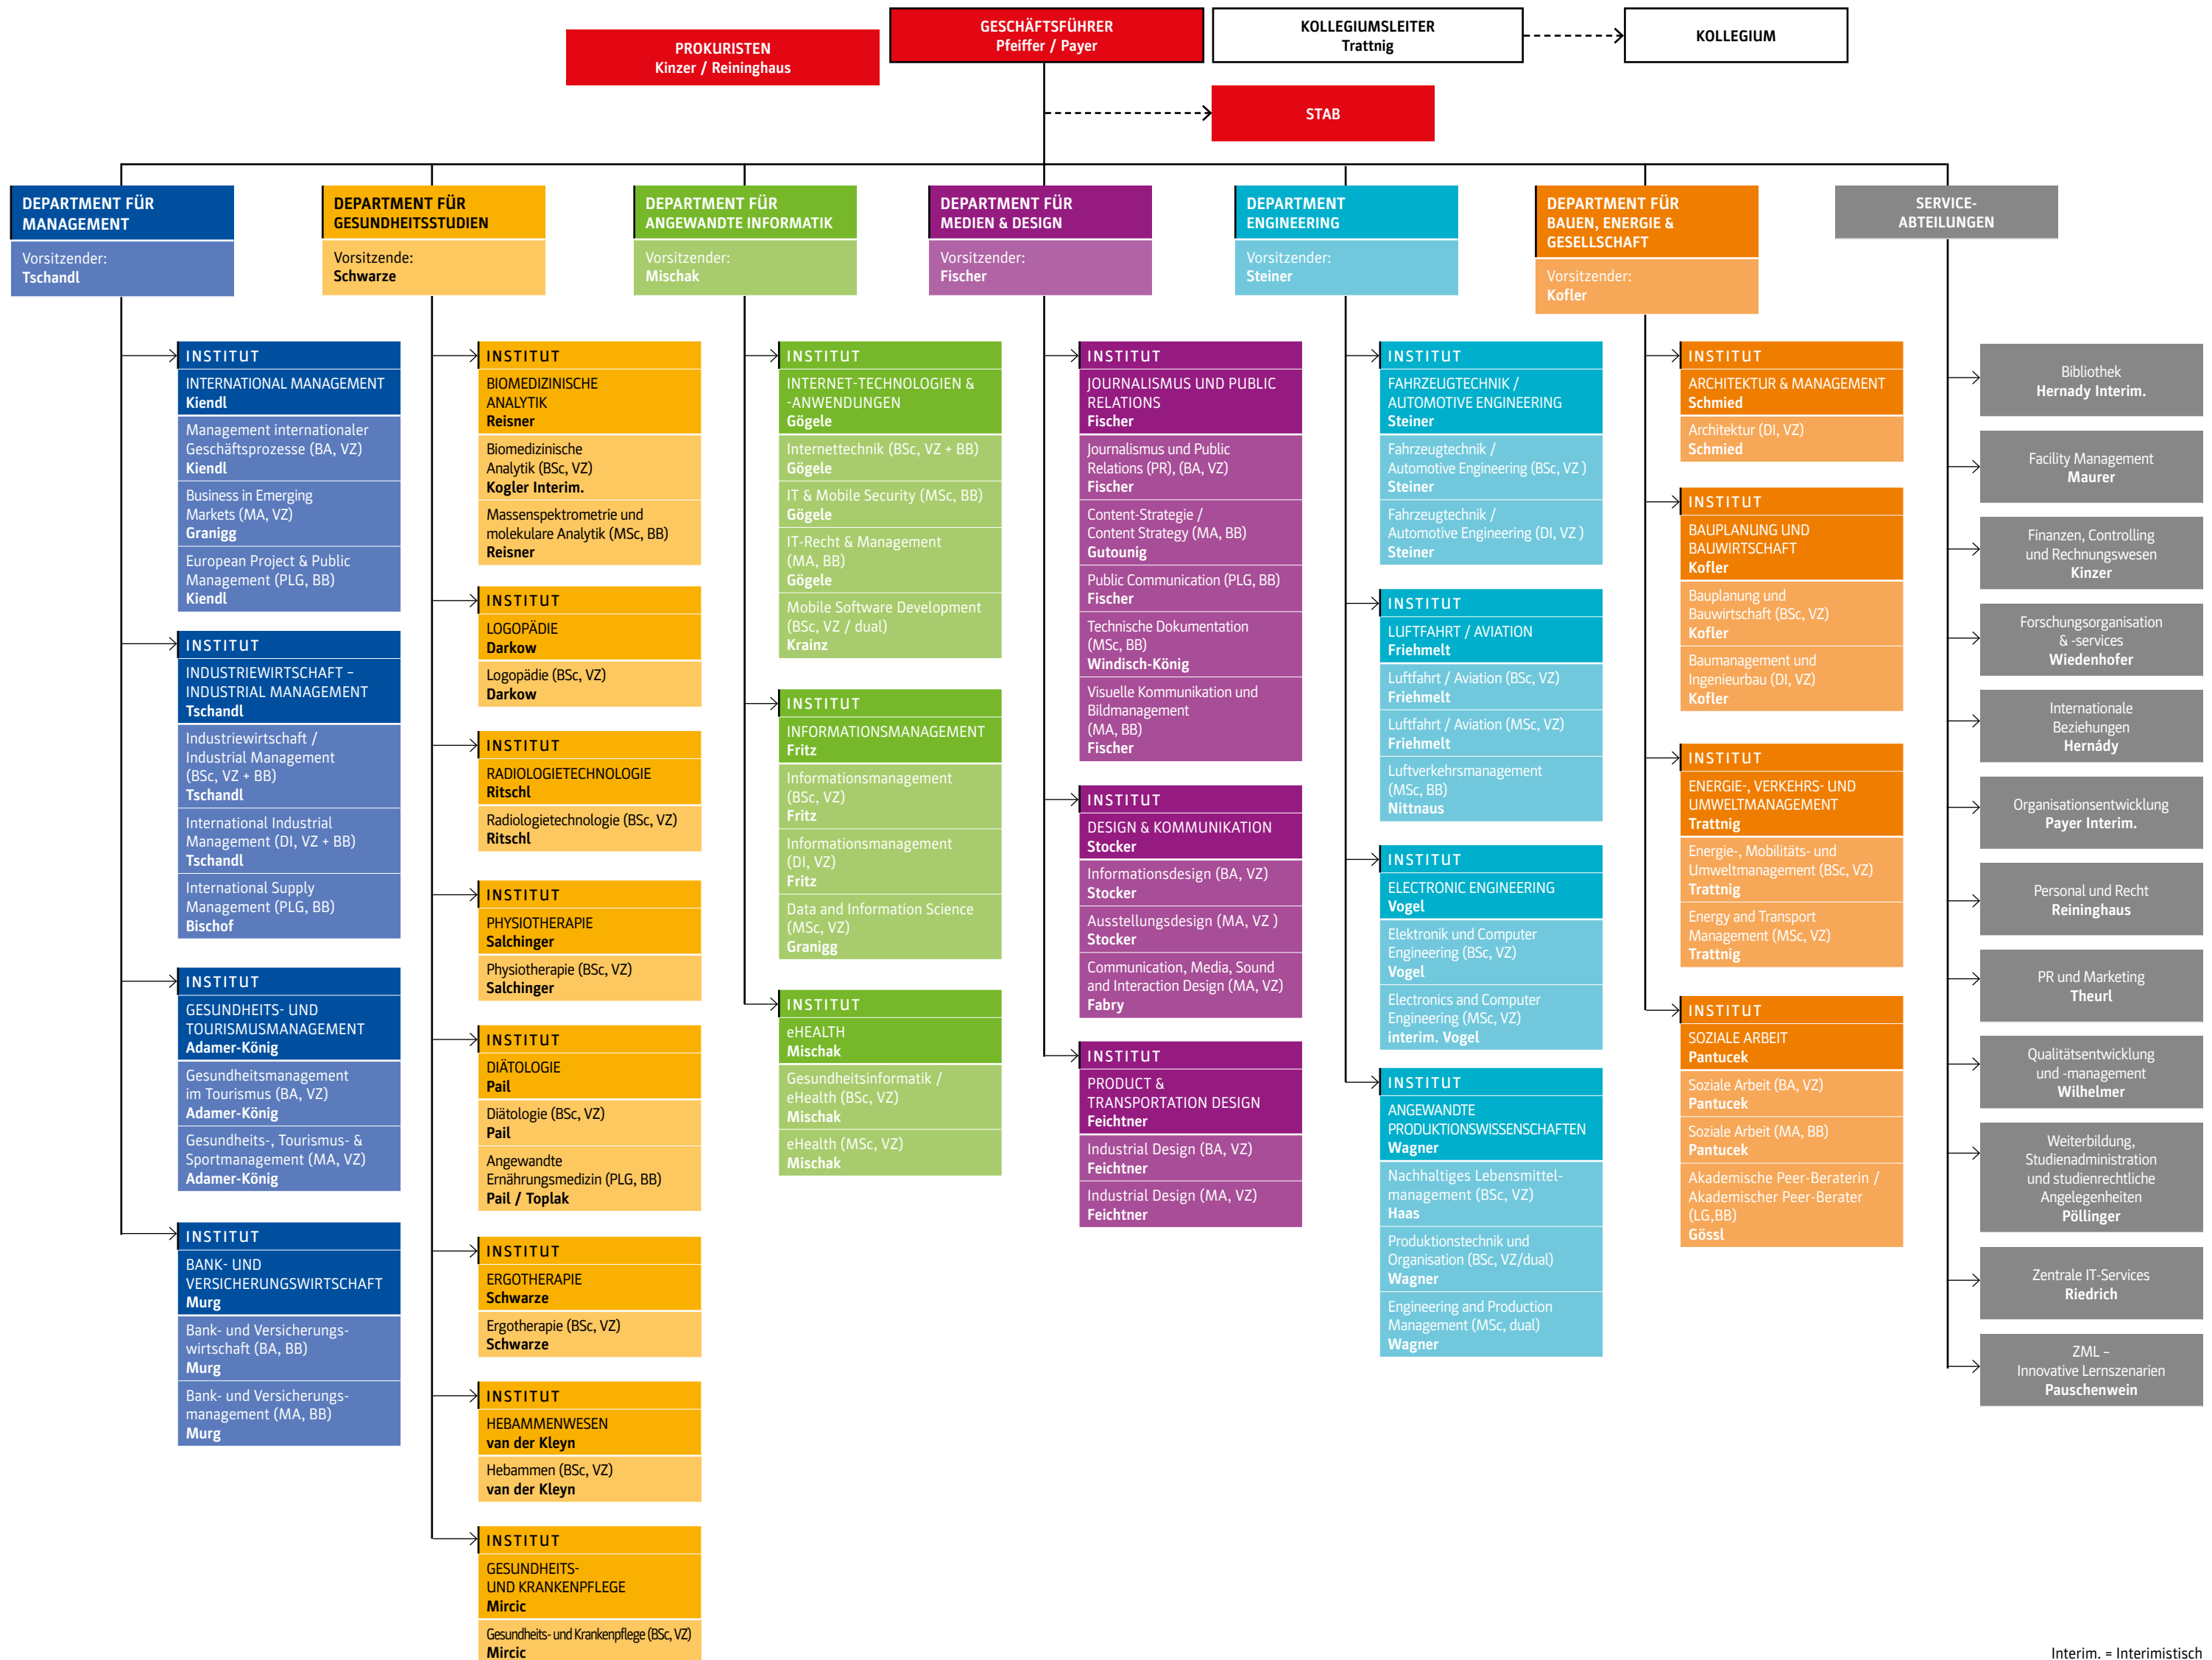 PROKURISTEN
Kinzer / Reininghaus
GESCHÄFTSFÜHRER
Pfeiffer / Payer
KOLLEGIUMSLEITER
Trattnig
KOLLEGIUM
STAB
DEPARTMENT FÜR
MANAGEMENT
Vorsitzender:
Tschandl
INSTITUT
INTERNATIONAL MANAGEMENT
Kiendl
Management internationaler
Geschäftsprozesse (BA, VZ)
Kiendl
Business in Emerging
Markets (MA, VZ)
Granigg
European Project & Public
Management (PLG, BB)
Kiendl
INSTITUT
INDUSTRIEWIRTSCHAFT –
INDUSTRIAL MANAGEMENT
Tschandl
Industriewirtschaft /
Industrial Management
(BSc, VZ + BB)
Tschandl
International Industrial
Management (DI, VZ + BB)
Tschandl
International Supply
Management (PLG, BB)
Bischof
INSTITUT
GESUNDHEITS- UND
TOURISMUSMANAGEMENT
Adamer-König
Gesundheitsmanagement
im Tourismus (BA, VZ)
Adamer-König
Gesundheits-, Tourismus- &
Sportmanagement (MA, VZ)
Adamer-König
INSTITUT
BANK- UND
VERSICHERUNGSWIRTSCHAFT
Murg
Bank- und Versicherungs-
wirtschaft (BA, BB)
Murg
Bank- und Versicherungs-
management (MA, BB)
Murg
DEPARTMENT FÜR
GESUNDHEITSSTUDIEN
Vorsitzende:
Schwarze
INSTITUT
BIOMEDIZINISCHE
ANALYTIK
Reisner
Biomedizinische
Analytik (BSc, VZ)
Kogler Interim.
Massenspektrometrie und
molekulare Analytik (MSc, BB)
Reisner
INSTITUT
LOGOPÄDIE
Darkow
Logopädie (BSc, VZ)
Darkow
INSTITUT
RADIOLOGIETECHNOLOGIE
Ritschl
Radiologietechnologie (BSc, VZ)
Ritschl
INSTITUT
PHYSIOTHERAPIE
Salchinger
Physiotherapie (BSc, VZ)
Salchinger
INSTITUT
DIÄTOLOGIE
Pail
Diätologie (BSc, VZ)
Pail
Angewandte
Ernährungsmedizin (PLG, BB)
Pail / Toplak
INSTITUT
ERGOTHERAPIE
Schwarze
Ergotherapie (BSc, VZ)
Schwarze
INSTITUT
HEBAMMENWESEN
van der Kleyn
Hebammen (BSc, VZ)
van der Kleyn
INSTITUT
GESUNDHEITS-
UND KRANKENPFLEGE
Mircic
Gesundheits- und Krankenpflege (BSc, VZ)
Mircic
DEPARTMENT FÜR
ANGEWANDTE INFORMATIK
Vorsitzender:
Mischak
INSTITUT
INTERNET-TECHNOLOGIEN &
-ANWENDUNGEN
Gögele
Internettechnik (BSc, VZ + BB)
Gögele
IT & Mobile Security (MSc, BB)
Gögele
IT-Recht & Management
(MA, BB)
Gögele
Mobile Software Development
(BSc, VZ / dual)
Krainz
INSTITUT
INFORMATIONSMANAGEMENT
Fritz
Informationsmanagement
(BSc, VZ)
Fritz
Informationsmanagement
(DI, VZ)
Fritz
Data and Information Science
(MSc, VZ)
Granigg
INSTITUT
eHEALTH
Mischak
Gesundheitsinformatik /
eHealth (BSc, VZ)
Mischak
eHealth (MSc, VZ)
Mischak
DEPARTMENT FÜR
MEDIEN & DESIGN
Vorsitzender:
Fischer
INSTITUT
JOURNALISMUS UND PUBLIC
RELATIONS
Fischer
Journalismus und Public
Relations (PR), (BA, VZ)
Fischer
Content-Strategie /
Content Strategy (MA, BB)
Gutounig
Public Communication (PLG, BB)
Fischer
Technische Dokumentation
(MSc, BB)
Windisch-König
Visuelle Kommunikation und
Bildmanagement
(MA, BB)
Fischer
INSTITUT
DESIGN & KOMMUNIKATION
Stocker
Informationsdesign (BA, VZ)
Stocker
Ausstellungsdesign (MA, VZ )
Stocker
Communication, Media, Sound
and Interaction Design (MA, VZ)
Fabry
INSTITUT
PRODUCT &
TRANSPORTATION DESIGN
Feichtner
Industrial Design (BA, VZ)
Feichtner
Industrial Design (MA, VZ)
Feichtner
DEPARTMENT
ENGINEERING
Vorsitzender:
Steiner
INSTITUT
FAHRZEUGTECHNIK /
AUTOMOTIVE ENGINEERING
Steiner
Fahrzeugtechnik /
Automotive Engineering (BSc, VZ )
Steiner
Fahrzeugtechnik /
Automotive Engineering (DI, VZ )
Steiner
INSTITUT
LUFTFAHRT / AVIATION
Friehmelt
Luftfahrt / Aviation (BSc, VZ)
Friehmelt
Luftfahrt / Aviation (MSc, VZ)
Friehmelt
Luftverkehrsmanagement
(MSc, BB)
Nittnaus
INSTITUT
ELECTRONIC ENGINEERING
Vogel
Elektronik und Computer
Engineering (BSc, VZ)
Vogel
Electronics and Computer
Engineering (MSc, VZ)
interim. Vogel
INSTITUT
ANGEWANDTE
PRODUKTIONSWISSENSCHAFTEN
Wagner
Nachhaltiges Lebensmittel-
management (BSc, VZ)
Haas
Produktionstechnik und
Organisation (BSc, VZ/dual)
Wagner
Engineering and Production
Management (MSc, dual)
Wagner
DEPARTMENT FÜR
BAUEN, ENERGIE &
GESELLSCHAFT
Vorsitzender:
Kofler
INSTITUT
ARCHITEKTUR & MANAGEMENT
Schmied
Architektur (DI, VZ)
Schmied
INSTITUT
BAUPLANUNG UND
BAUWIRTSCHAFT
Kofler
Bauplanung und
Bauwirtschaft (BSc, VZ)
Kofler
Baumanagement und
Ingenieurbau (DI, VZ)
Kofler
INSTITUT
ENERGIE-, VERKEHRS- UND
UMWELTMANAGEMENT
Trattnig
Energie-, Mobilitäts- und
Umweltmanagement (BSc, VZ)
Trattnig
Energy and Transport
Management (MSc, VZ)
Trattnig
INSTITUT
SOZIALE ARBEIT
Pantucek
Soziale Arbeit (BA, VZ)
Pantucek
Soziale Arbeit (MA, BB)
Pantucek
Akademische Peer-Beraterin /
Akademischer Peer-Berater
(LG,BB)
Gössl
SERVICE-
ABTEILUNGEN
Bibliothek
Hernady Interim.
Facility Management
Maurer
Finanzen, Controlling
und Rechnungswesen
Kinzer
Forschungsorganisation
& -services
Wiedenhofer
Internationale
Beziehungen
Hernády
Organisationsentwicklung
Payer Interim.
Personal und Recht
Reininghaus
PR und Marketing
Theurl
Qualitätsentwicklung
und -management
Wilhelmer
Weiterbildung,
Studienadministration
und studienrechtliche
Angelegenheiten
Pöllinger
Zentrale IT-Services
Riedrich
ZML –
Innovative Lernszenarien
Pauschenwein
Interim. = Interimistisch